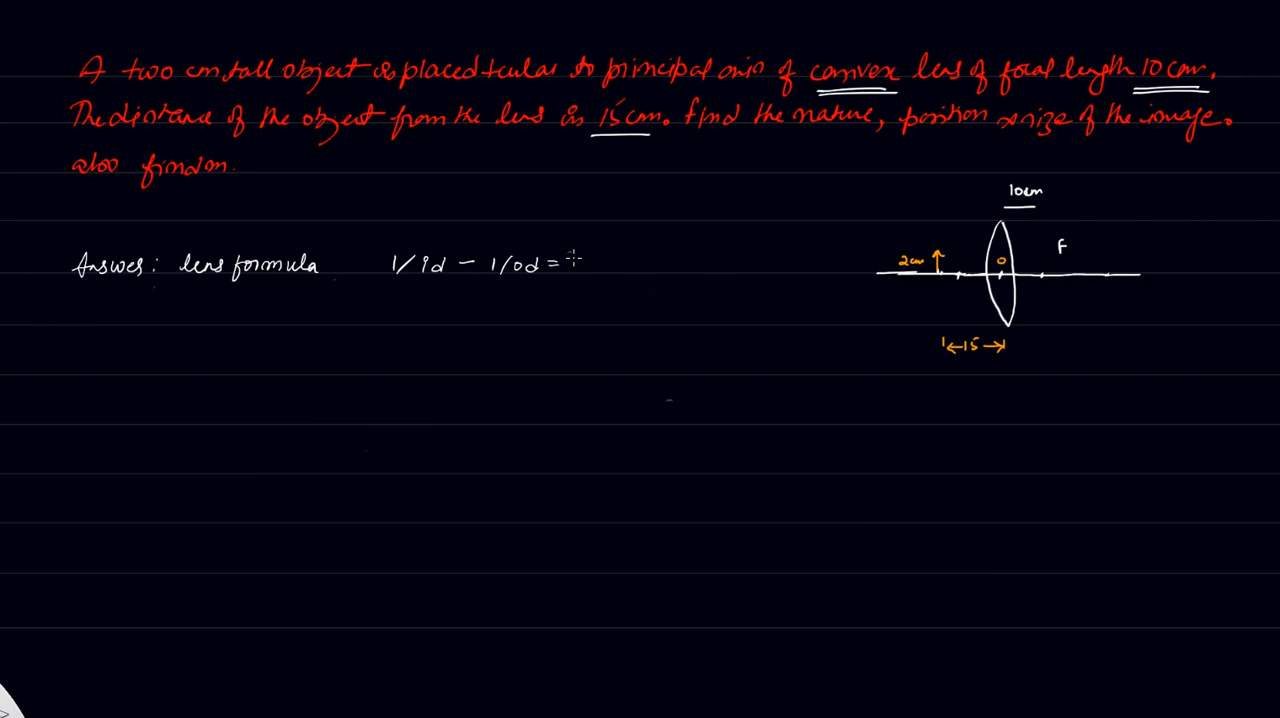 A two cm tall object is placed tcular to principal axis of convex lens of focal length 10 cm.
The distance of the object from the lens is 15 cm. find the nature, position & size of the image.
also find m.
10cm
Answer: lens formula 1/id - 1/od =
F
2cm
O
15